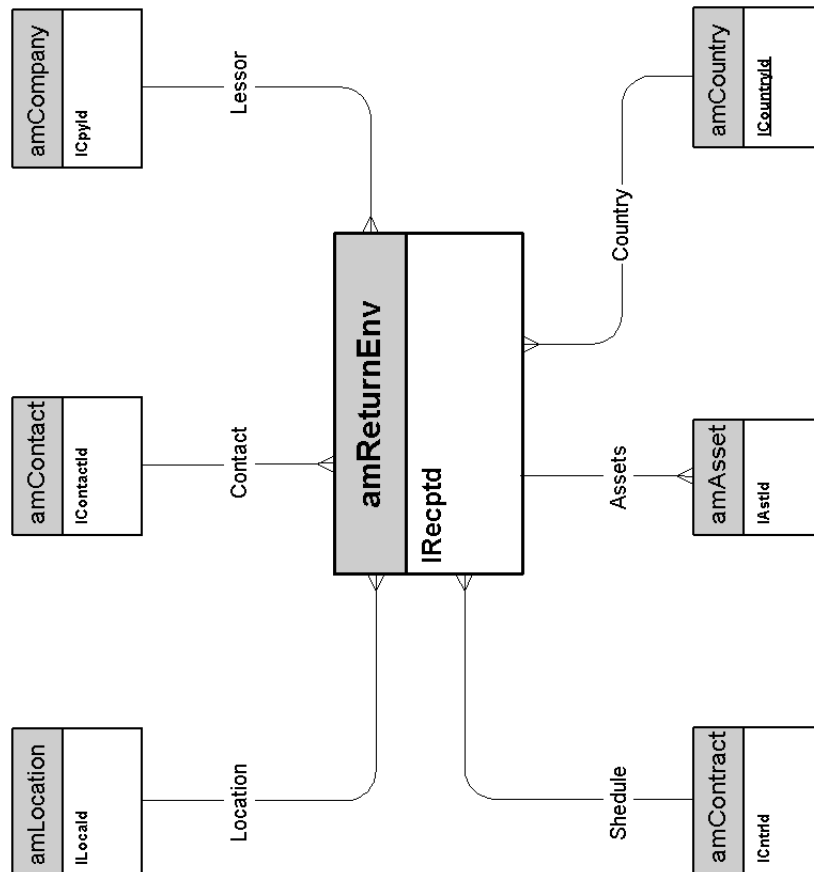 amLocation
lLocaId
amContact
lContactId
amCompany
lCpyId
Location
Contact
Lessor
amReturnEnv
lRecptd
Shedule
Assets
Country
amContract
lCntrId
amAsset
lAstId
amCountry
lCountryId